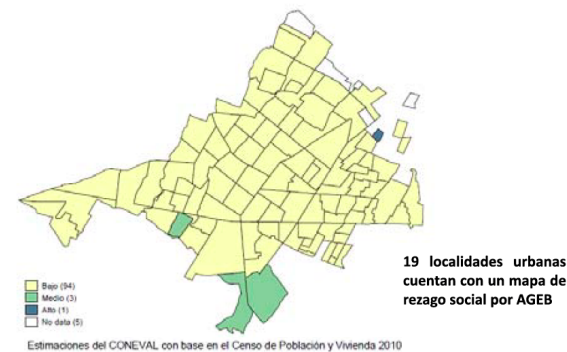 19 localidades urbanas
cuentan con un mapa de
rezago social por AGEB
Bajo (94)
Medio (3)
Alto (1)
No data (5)
Estimaciones del CONEVAL con base en el Censo de Población y Vivienda 2010